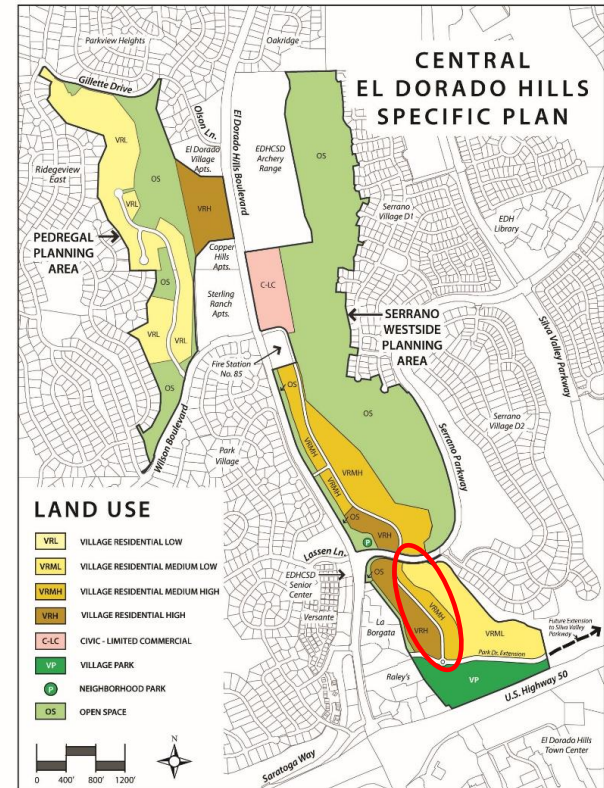 CENTRAL
EL DORADO HILLS
SPECIFIC PLAN
Parkview Heights
Oakridge
Gillette Drive
Olson Ln.
El Dorado Hills Boulevard
EDHCSD
Archery
Range
OS
VRL
El Dorado
Village
Apts.
OS
Ridgeview
East
VRL
VRH
Serrano
Village D1
EDH
Library
PEDREGAL
PLANNING
AREA
Copper
Hills
Apts.
OS
C-LC
Sterling
Ranch
Apts.
SERRANO
WESTSIDE
PLANNING
AREA
Silva Valley Parkway
VRL
VRL
Fire Station
No. 85
OS
OS
OS
Serrano Parkway
Serrano
Village D2
Wilson Boulevard
Park
Village
VRMH
VRMH
OS
VRH
P
Lassen Ln.
EDHCSD
Senior
Center
OS
Versante
La
Borgata
VRMH
VRH
VRML
Future Extension
to Silva Valley
Parkway
Park Dr. Extension
Raley's
VP
U.S. Highway 50
El Dorado Hills
Town Center
Saratoga Way
LAND USE
VRL VILLAGE RESIDENTIAL LOW
VRML VILLAGE RESIDENTIAL MEDIUM LOW
VRMH VILLAGE RESIDENTIAL MEDIUM HIGH
VRH VILLAGE RESIDENTIAL HIGH
C-LC CIVIC - LIMITED COMMERCIAL
VP VILLAGE PARK
P NEIGHBORHOOD PARK
OS OPEN SPACE
N
0 400' 800' 1200'